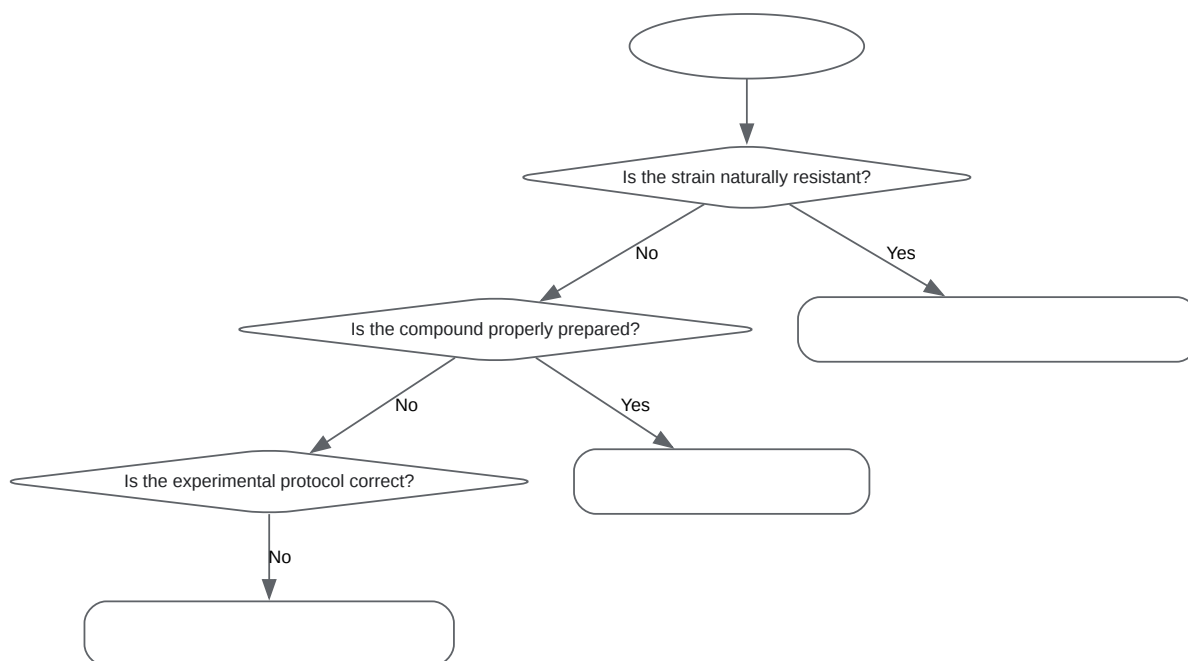 Is the strain naturally resistant?
No
Yes
Is the compound properly prepared?
No
Yes
Is the experimental protocol correct?
No